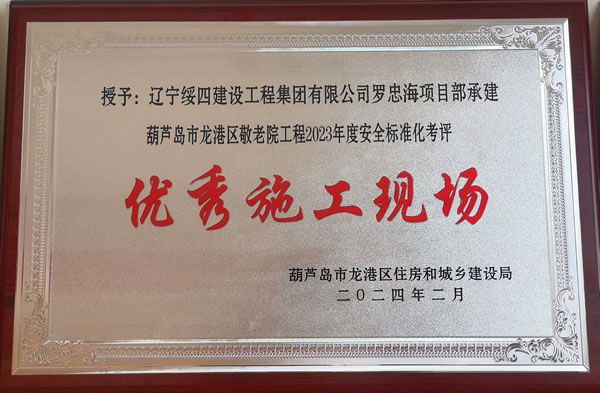 授予：辽宁绥四建设工程集团有限公司罗忠海项目部承建
葫芦岛市龙港区敬老院工程2023年度安全标准化考评
优秀施工现场
葫芦岛市龙港区住房和城乡建设局
二〇二四年二月